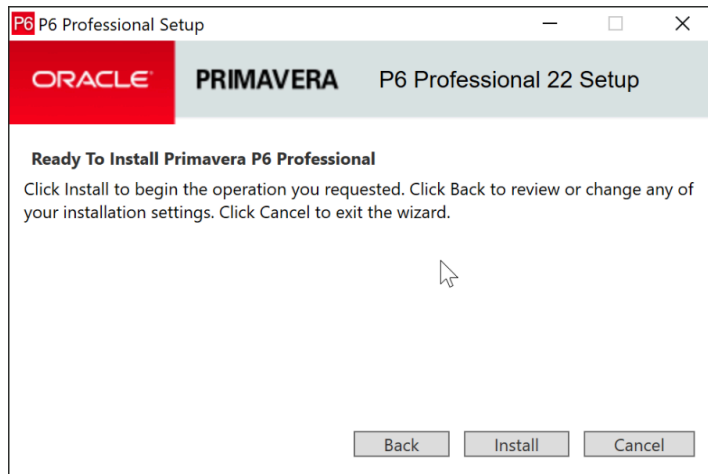 P6 P6 Professional Setup
ORACLE PRIMAVERA P6 Professional 22 Setup
Ready To Install Primavera P6 Professional
Click Install to begin the operation you requested. Click Back to review or change any of
your installation settings. Click Cancel to exit the wizard.
Back Install Cancel